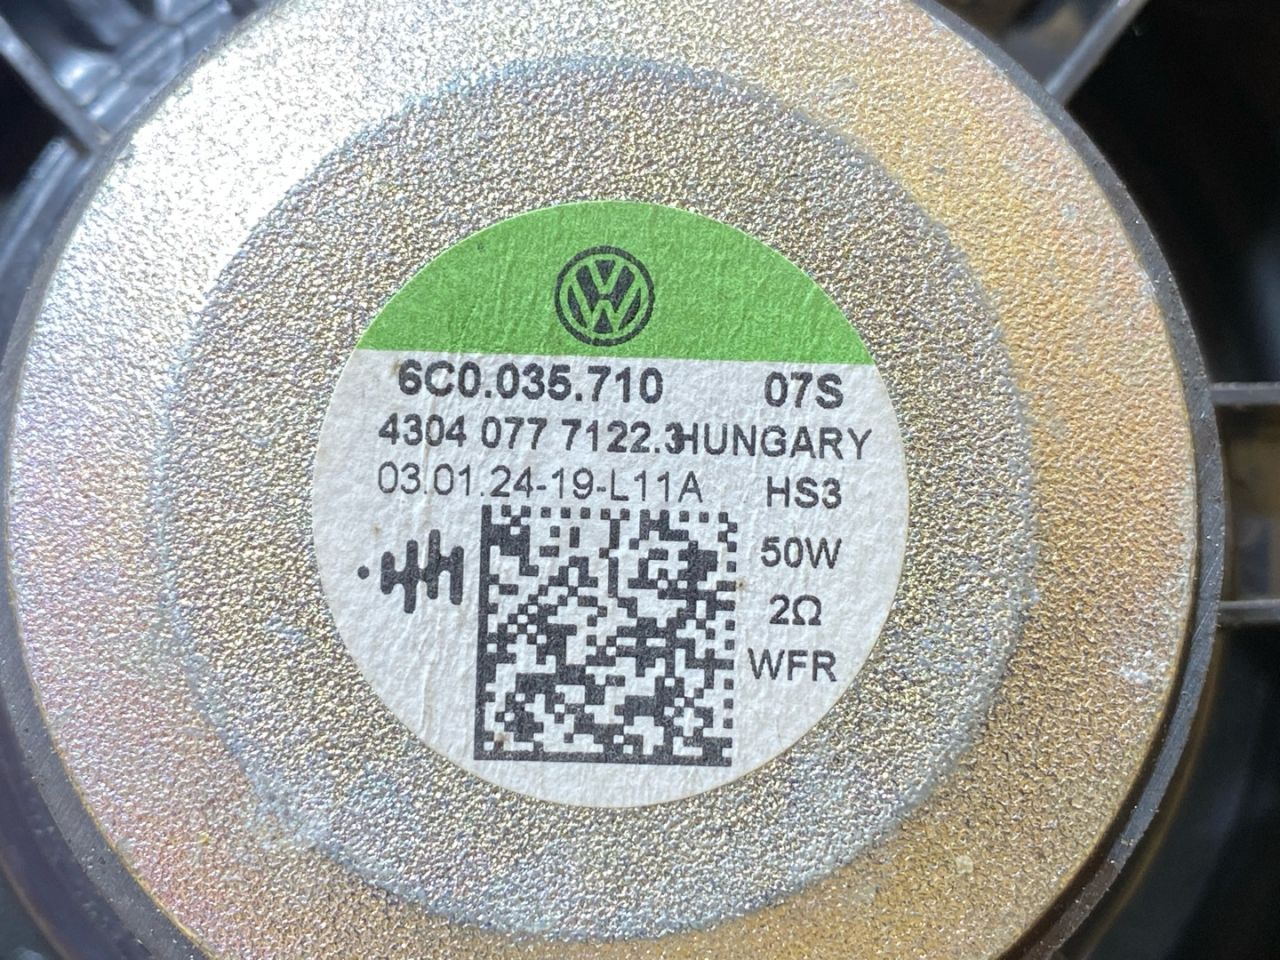 6C0.035.710 07S
4304 077 7122.3HUNGARY
03.01.24-19-L11A HS3
50W
2Ω
WFR